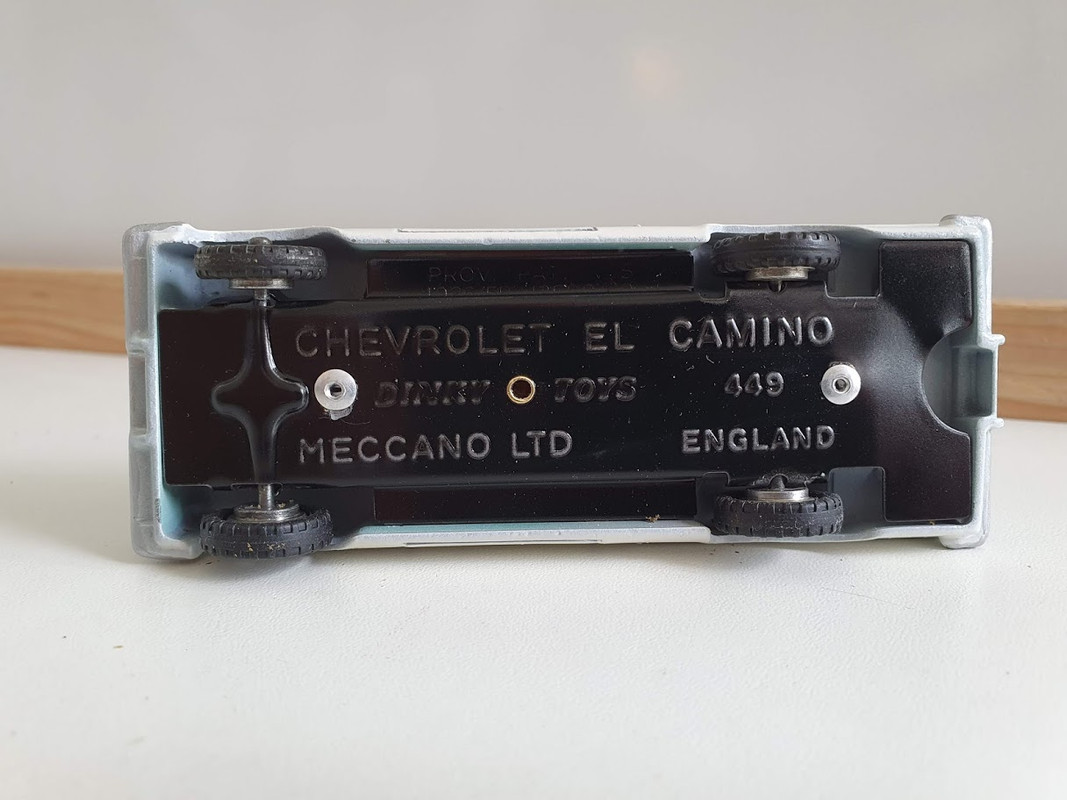 CHEVROLET EL CAMINO
DINKY TOYS 449
MECCANO LTD ENGLAND